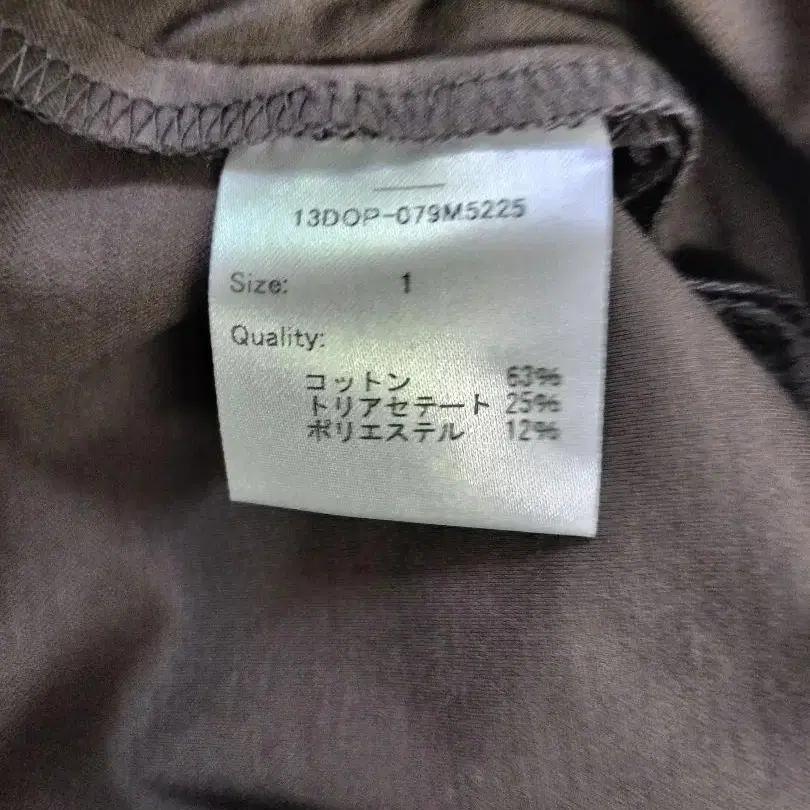 13DOP-079M5225
Size: 1
Quality:
コットン 63%
トリアセテート 25%
ポリエステル 12%